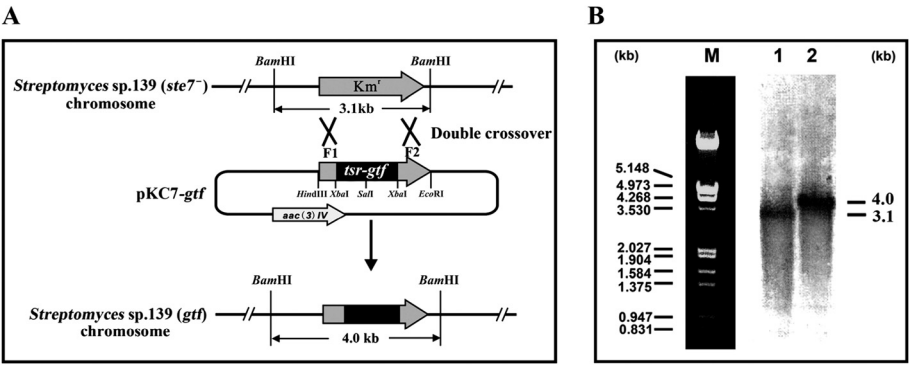 A
BamHI BamHI
Streptomyces sp.139 (ste7⁻)
chromosome
Kmʳ
3.1kb
Double crossover
F1 F2
tsr-gtf
pKC7-gtf
HindIII XbaI SalI XbaI EcoRI
aac(3)IV
BamHI BamHI
Streptomyces sp.139 (gtf)
chromosome
4.0 kb
B
(kb) M 1 2 (kb)
5.148
4.973
4.268
3.530
2.027
1.904
1.584
1.375
0.947
0.831
4.0
3.1